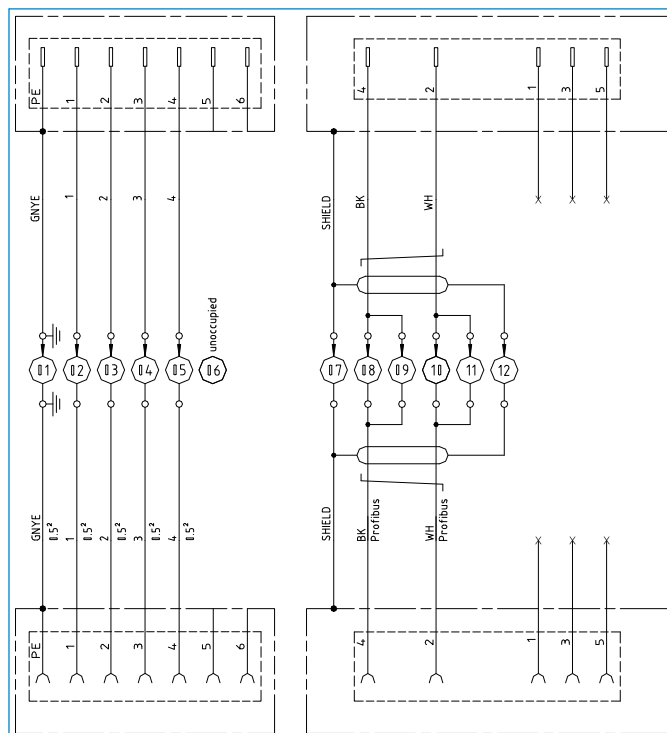 PE 1 2 3 4 5 6
4 2 1 3 5
GNYE 1 2 3 4
SHIELD BK WH
unoccupied
01 02 03 04 05 06
07 08 09 10 11 12
GNYE 1 2 3 4
0.5² 0.5² 0.5² 0.5² 0.5²
SHIELD BK WH
Profibus Profibus
PE 1 2 3 4 5 6
4 2 1 3 5